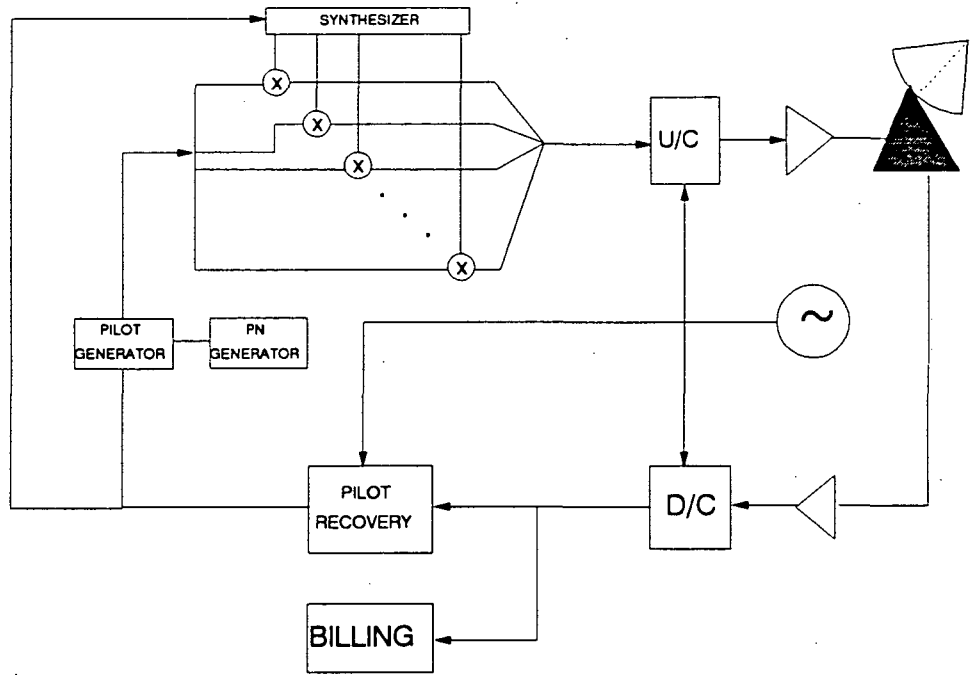 SYNTHESIZER
X
X
X
X
U/C
PILOT
GENERATOR
PN
GENERATOR
~
PILOT
RECOVERY
D/C
BILLING